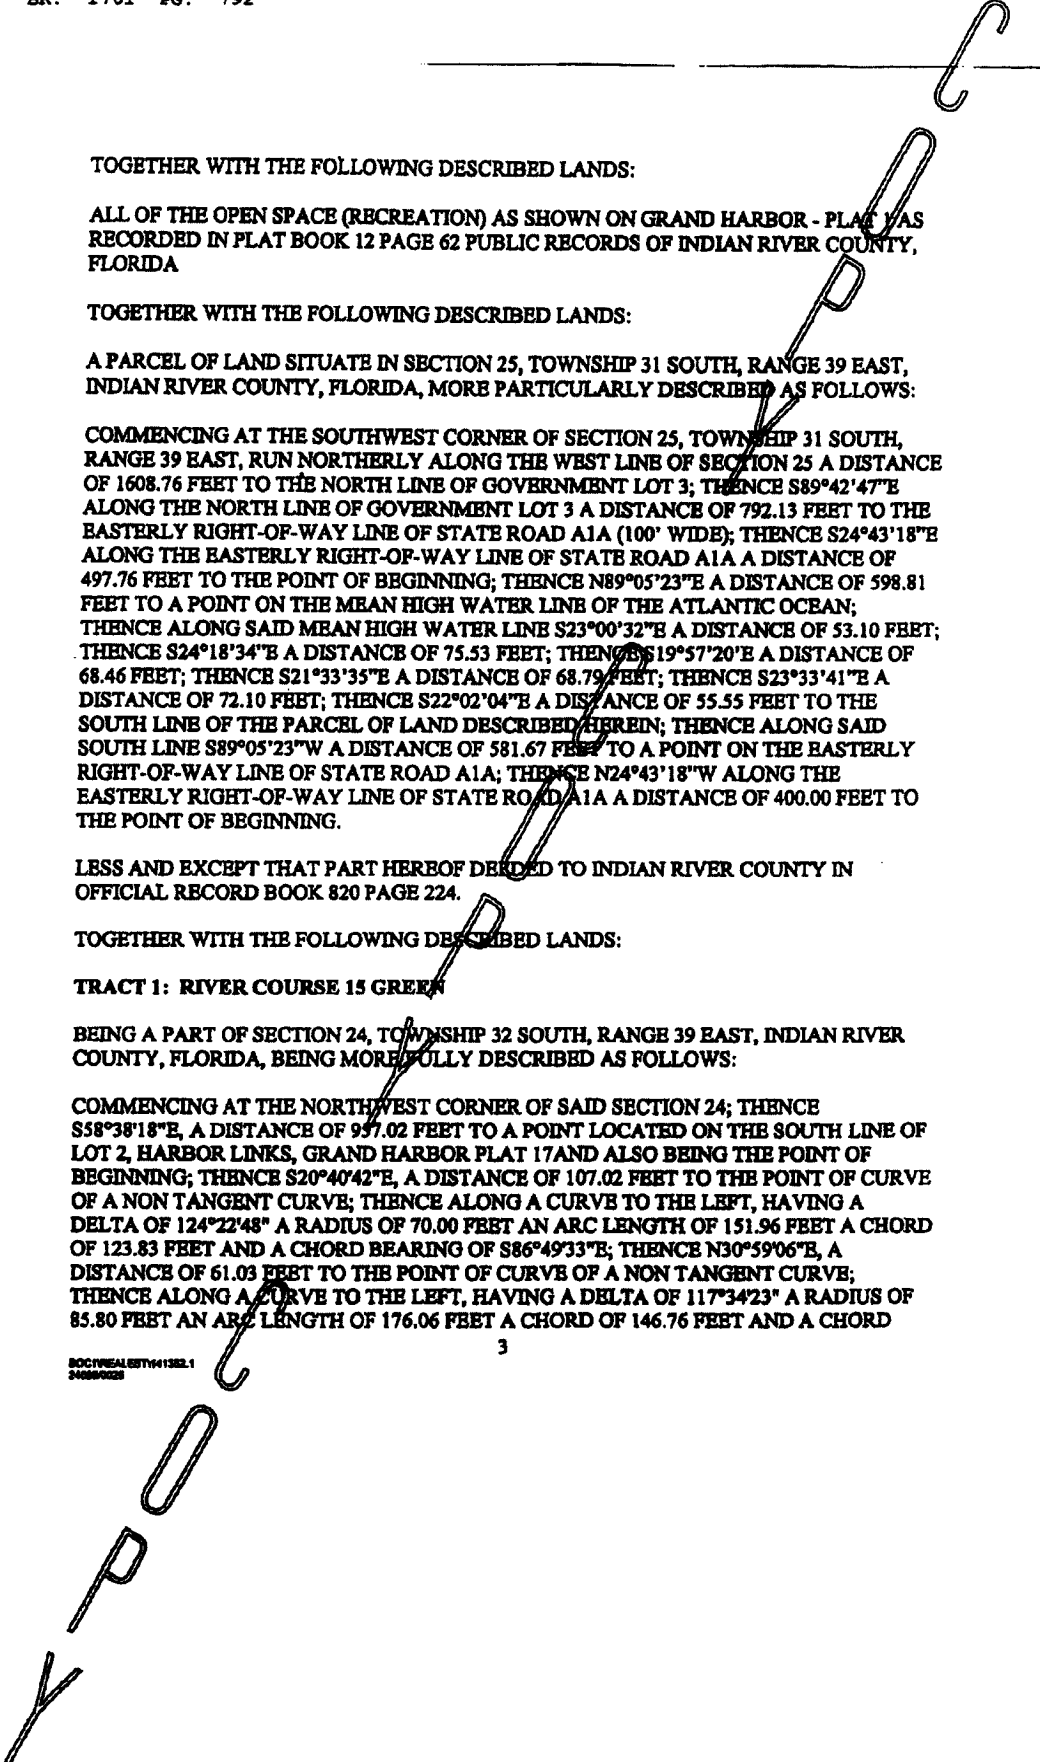 BK: 1701 PG: 792
TOGETHER WITH THE FOLLOWING DESCRIBED LANDS:
ALL OF THE OPEN SPACE (RECREATION) AS SHOWN ON GRAND HARBOR - PLAT 1 AS
RECORDED IN PLAT BOOK 12 PAGE 62 PUBLIC RECORDS OF INDIAN RIVER COUNTY,
FLORIDA
TOGETHER WITH THE FOLLOWING DESCRIBED LANDS:
A PARCEL OF LAND SITUATE IN SECTION 25, TOWNSHIP 31 SOUTH, RANGE 39 EAST,
INDIAN RIVER COUNTY, FLORIDA, MORE PARTICULARLY DESCRIBED AS FOLLOWS:
COMMENCING AT THE SOUTHWEST CORNER OF SECTION 25, TOWNSHIP 31 SOUTH,
RANGE 39 EAST, RUN NORTHERLY ALONG THE WEST LINE OF SECTION 25 A DISTANCE
OF 1608.76 FEET TO THE NORTH LINE OF GOVERNMENT LOT 3; THENCE S89°42'47"E
ALONG THE NORTH LINE OF GOVERNMENT LOT 3 A DISTANCE OF 792.13 FEET TO THE
EASTERLY RIGHT-OF-WAY LINE OF STATE ROAD A1A (100' WIDE); THENCE S24°43'18"E
ALONG THE EASTERLY RIGHT-OF-WAY LINE OF STATE ROAD A1A A DISTANCE OF
497.76 FEET TO THE POINT OF BEGINNING; THENCE N89°05'23"E A DISTANCE OF 598.81
FEET TO A POINT ON THE MEAN HIGH WATER LINE OF THE ATLANTIC OCEAN;
THENCE ALONG SAID MEAN HIGH WATER LINE S23°00'32"E A DISTANCE OF 53.10 FEET;
THENCE S24°18'34"E A DISTANCE OF 75.53 FEET; THENCE S19°57'20'E A DISTANCE OF
68.46 FEET; THENCE S21°33'35"E A DISTANCE OF 68.79 FEET; THENCE S23°33'41"E A
DISTANCE OF 72.10 FEET; THENCE S22°02'04"E A DISTANCE OF 55.55 FEET TO THE
SOUTH LINE OF THE PARCEL OF LAND DESCRIBED HEREIN; THENCE ALONG SAID
SOUTH LINE S89°05'23"W A DISTANCE OF 581.67 FEET TO A POINT ON THE EASTERLY
RIGHT-OF-WAY LINE OF STATE ROAD A1A; THENCE N24°43'18"W ALONG THE
EASTERLY RIGHT-OF-WAY LINE OF STATE ROAD A1A A DISTANCE OF 400.00 FEET TO
THE POINT OF BEGINNING.
LESS AND EXCEPT THAT PART HEREOF DEEDED TO INDIAN RIVER COUNTY IN
OFFICIAL RECORD BOOK 820 PAGE 224.
TOGETHER WITH THE FOLLOWING DESCRIBED LANDS:
TRACT 1: RIVER COURSE 15 GREEN
BEING A PART OF SECTION 24, TOWNSHIP 32 SOUTH, RANGE 39 EAST, INDIAN RIVER
COUNTY, FLORIDA, BEING MORE FULLY DESCRIBED AS FOLLOWS:
COMMENCING AT THE NORTHWEST CORNER OF SAID SECTION 24; THENCE
S58°38'18"E, A DISTANCE OF 957.02 FEET TO A POINT LOCATED ON THE SOUTH LINE OF
LOT 2, HARBOR LINKS, GRAND HARBOR PLAT 17AND ALSO BEING THE POINT OF
BEGINNING; THENCE S20°40'42"E, A DISTANCE OF 107.02 FEET TO THE POINT OF CURVE
OF A NON TANGENT CURVE; THENCE ALONG A CURVE TO THE LEFT, HAVING A
DELTA OF 124°22'48" A RADIUS OF 70.00 FEET AN ARC LENGTH OF 151.96 FEET A CHORD
OF 123.83 FEET AND A CHORD BEARING OF S86°49'33"E; THENCE N30°59'06"E, A
DISTANCE OF 61.03 FEET TO THE POINT OF CURVE OF A NON TANGENT CURVE;
THENCE ALONG A CURVE TO THE LEFT, HAVING A DELTA OF 117°34'23" A RADIUS OF
85.80 FEET AN ARC LENGTH OF 176.06 FEET A CHORD OF 146.76 FEET AND A CHORD
3
COPY
COPY
COPY